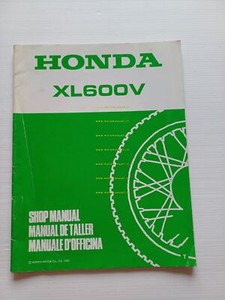 HONDA
XL600V
SHOP MANUAL
MANUAL DE TALLER
MANUALE D'OFFICINA